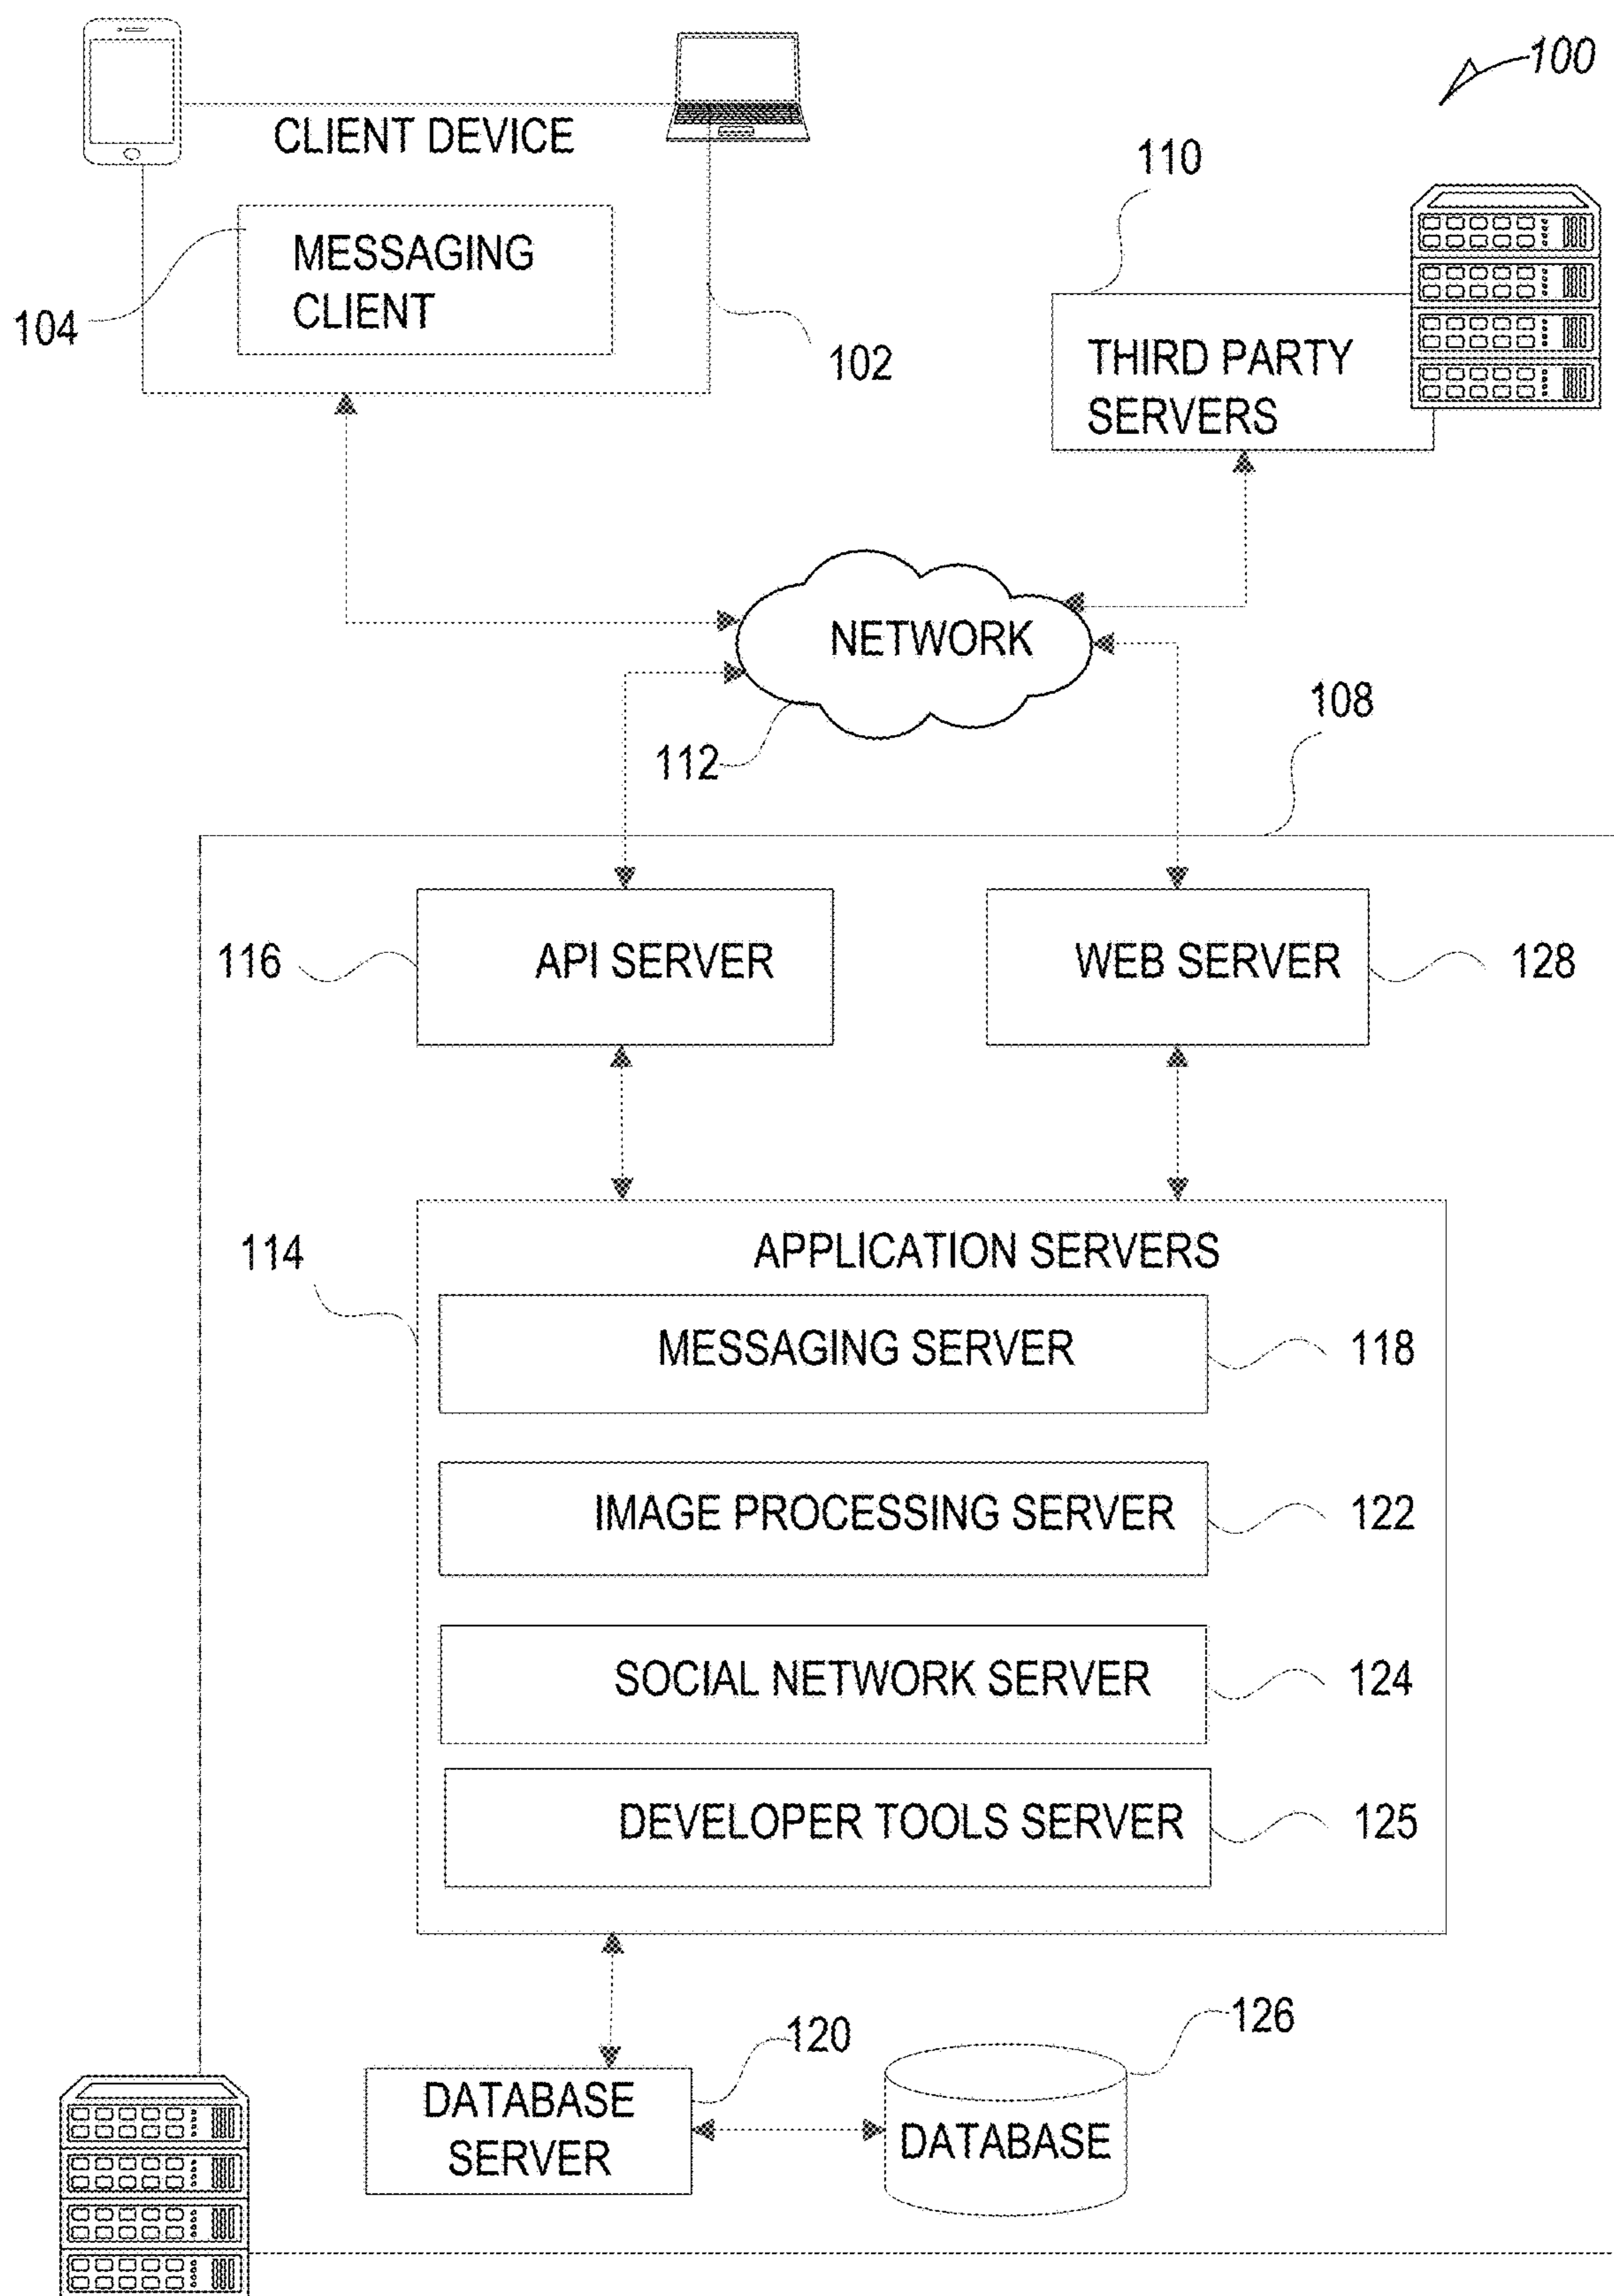 100
CLIENT DEVICE
110
MESSAGING
CLIENT
104
102
THIRD PARTY
SERVERS
NETWORK
108
112
116
API SERVER
WEB SERVER
128
114
APPLICATION SERVERS
MESSAGING SERVER
118
IMAGE PROCESSING SERVER
122
SOCIAL NETWORK SERVER
124
DEVELOPER TOOLS SERVER
125
120
126
DATABASE
SERVER
DATABASE